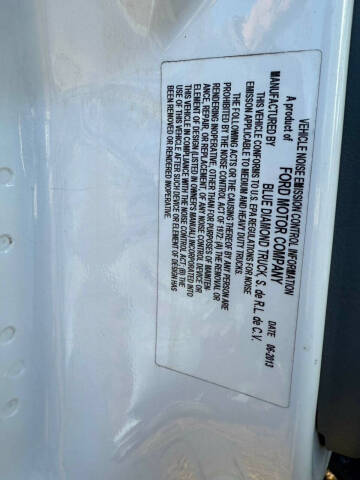 VEHICLE NOISE EMISSION CONTROL INFORMATION
A product of FORD MOTOR COMPANY DATE 06-2013
MANUFACTURED BY BLUE DIAMOND TRUCK, S. de R.L. de C.V.
THIS VEHICLE CONFORMS TO U.S. EPA REGULATIONS FOR NOISE
EMISSION APPLICABLE TO MEDIUM AND HEAVY DUTY TRUCKS.
THE FOLLOWING ACTS OR THE CAUSING THEREOF BY ANY PERSON ARE
PROHIBITED BY THE NOISE CONTROL ACT OF 1972: (A) THE REMOVAL OR
RENDERING INOPERATIVE, OTHER THAN FOR PURPOSES OF MAINTEN-
ANCE, REPAIR, OR REPLACEMENT, OF ANY NOISE CONTROL DEVICE OR
ELEMENT OF DESIGN (LISTED IN OWNER'S MANUAL) INCORPORATED INTO
THIS VEHICLE IN COMPLIANCE WITH THE NOISE CONTROL ACT; (B) THE
USE OF THIS VEHICLE AFTER SUCH DEVICE OR ELEMENT OF DESIGN HAS
BEEN REMOVED OR RENDERED INOPERATIVE.